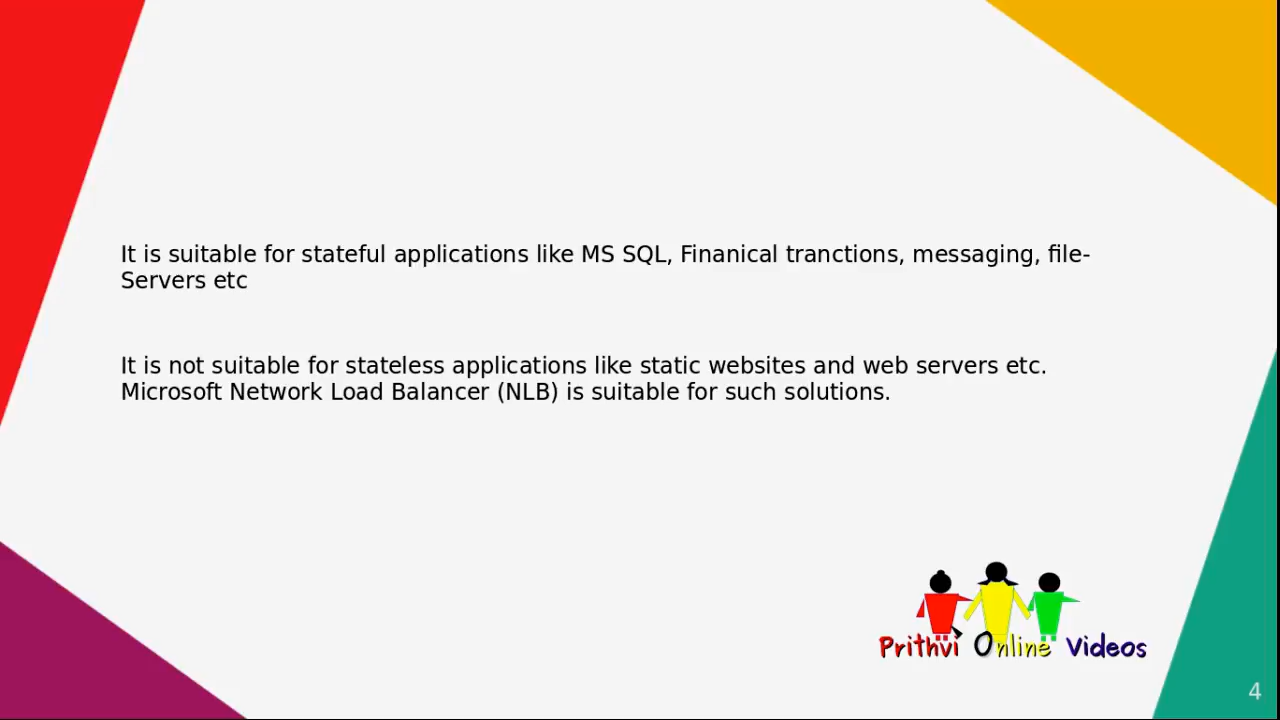 It is suitable for stateful applications like MS SQL, Finanical tranctions, messaging, file-
Servers etc
It is not suitable for stateless applications like static websites and web servers etc.
Microsoft Network Load Balancer (NLB) is suitable for such solutions.
Prithvi Online Videos
4